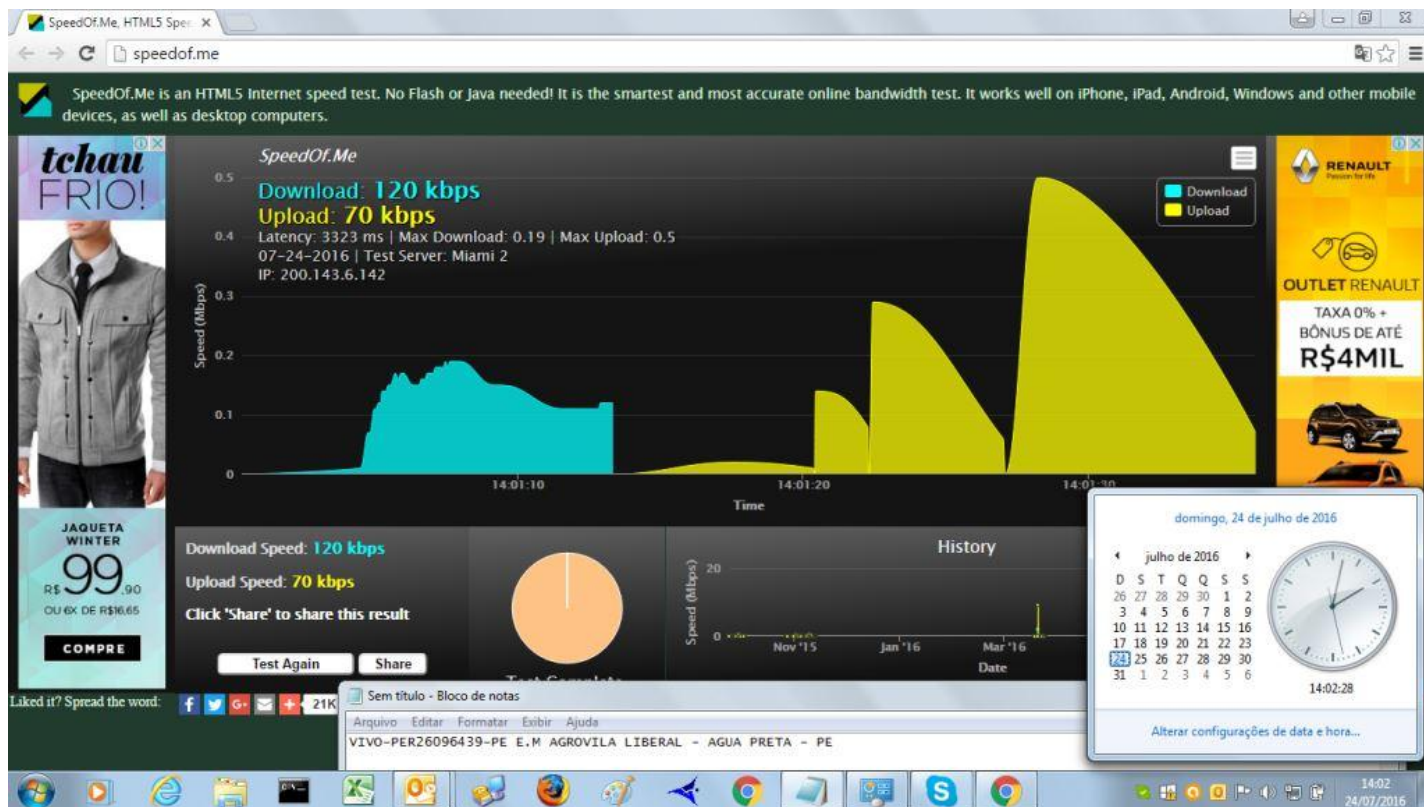 SpeedOf.Me, HTML5 Spee
speedof.me
SpeedOf.Me is an HTML5 Internet speed test. No Flash or Java needed! It is the smartest and most accurate online bandwidth test. It works well on iPhone, iPad, Android, Windows and other mobile
devices, as well as desktop computers.
tchau
FRIO!
JAQUETA
WINTER
R$ 99,90
OU 6X DE R$16,65
COMPRE
SpeedOf.Me
Download: 120 kbps
Upload: 70 kbps
Latency: 3323 ms | Max Download: 0.19 | Max Upload: 0.5
07-24-2016 | Test Server: Miami 2
IP: 200.143.6.142
Download
Upload
Speed (Mbps)
0.5
0.4
0.3
0.2
0.1
0
14:01:10 14:01:20 14:01:30
Time
RENAULT
Passion for life
OUTLET RENAULT
TAXA 0% +
BÔNUS DE ATÉ
R$4MIL
Download Speed: 120 kbps
Upload Speed: 70 kbps
Click 'Share' to share this result
Test Again Share
Test Complete
History
Speed (Mbps)
20
0
Nov '15 Jan '16 Mar '16
Date
Liked it? Spread the word:
21K
Sem título - Bloco de notas
Arquivo Editar Formatar Exibir Ajuda
VIVO-PER26096439-PE E.M AGROVILA LIBERAL - AGUA PRETA - PE
domingo, 24 de julho de 2016
julho de 2016
D S T Q Q S S
26 27 28 29 30 1 2
3 4 5 6 7 8 9
10 11 12 13 14 15 16
17 18 19 20 21 22 23
24 25 26 27 28 29 30
31 1 2 3 4 5 6
14:02:28
Alterar configurações de data e hora...
14:02
24/07/2016